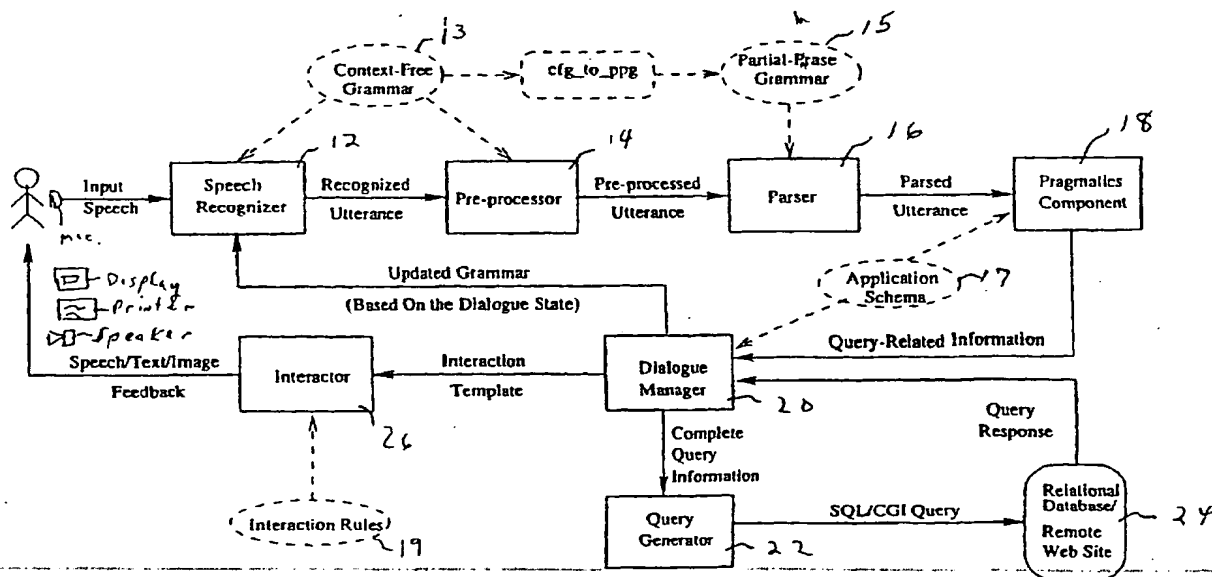 13
15
Context-Free
Grammar
cfg_to_ppg
Partial-Prase
n
Grammar
12
14
16
18
Input
Speech
Speech
Recognizer
Recognized
Utterance
Pre-processor
Pre-processed
Utterance
Parser
Parsed
Utterance
Pragmatics
Component
mic.
Display
Printer
Speaker
Updated Grammar
(Based On the Dialogue State)
Application
Schema
17
Speech/Text/Image
Feedback
Interactor
26
Interaction
Template
Dialogue
Manager
20
Query-Related Information
Query
Response
Complete
Query
Information
Interaction Rules
19
Query
Generator
22
SQL/CGI Query
Relational
Database/
Remote
Web Site
24